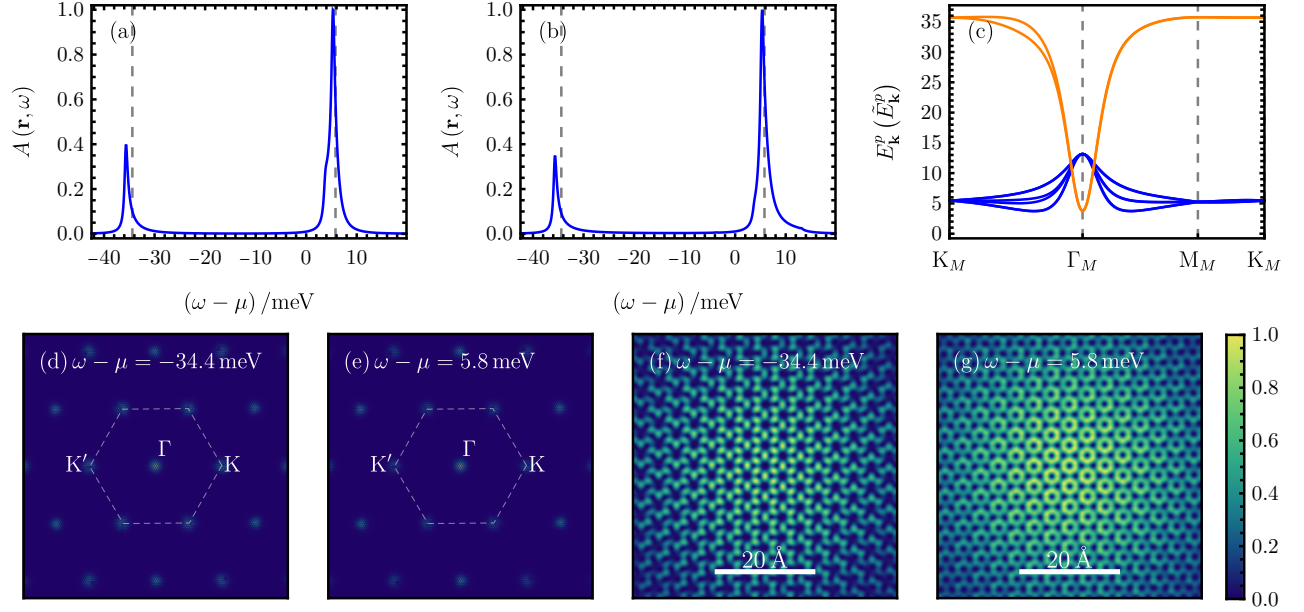 (a)
1.0
0.8
0.6
0.4
0.2
0.0
A (r, ω)
−40 −30 −20 −10 0 10
(ω − μ) /meV
(b)
1.0
0.8
0.6
0.4
0.2
0.0
A (r, ω)
−40 −30 −20 −10 0 10
(ω − μ) /meV
(c)
35
30
25
20
15
10
5
0
E^p_k (Ẽ^p_k)
K_M Γ_M M_M K_M
(d) ω − μ = −34.4 meV
Γ
K′ K
(e) ω − μ = 5.8 meV
Γ
K′ K
(f) ω − μ = −34.4 meV
20 Å
(g) ω − μ = 5.8 meV
20 Å
1.0
0.8
0.6
0.4
0.2
0.0